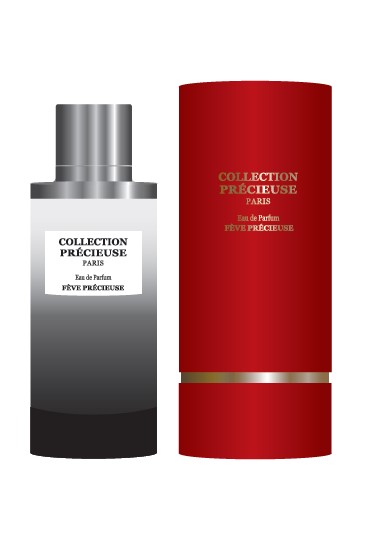 COLLECTION
PRÉCIEUSE
PARIS
Eau de Parfum
FÈVE PRÉCIEUSE
COLLECTION
PRÉCIEUSE
PARIS
Eau de Parfum
FÈVE PRÉCIEUSE